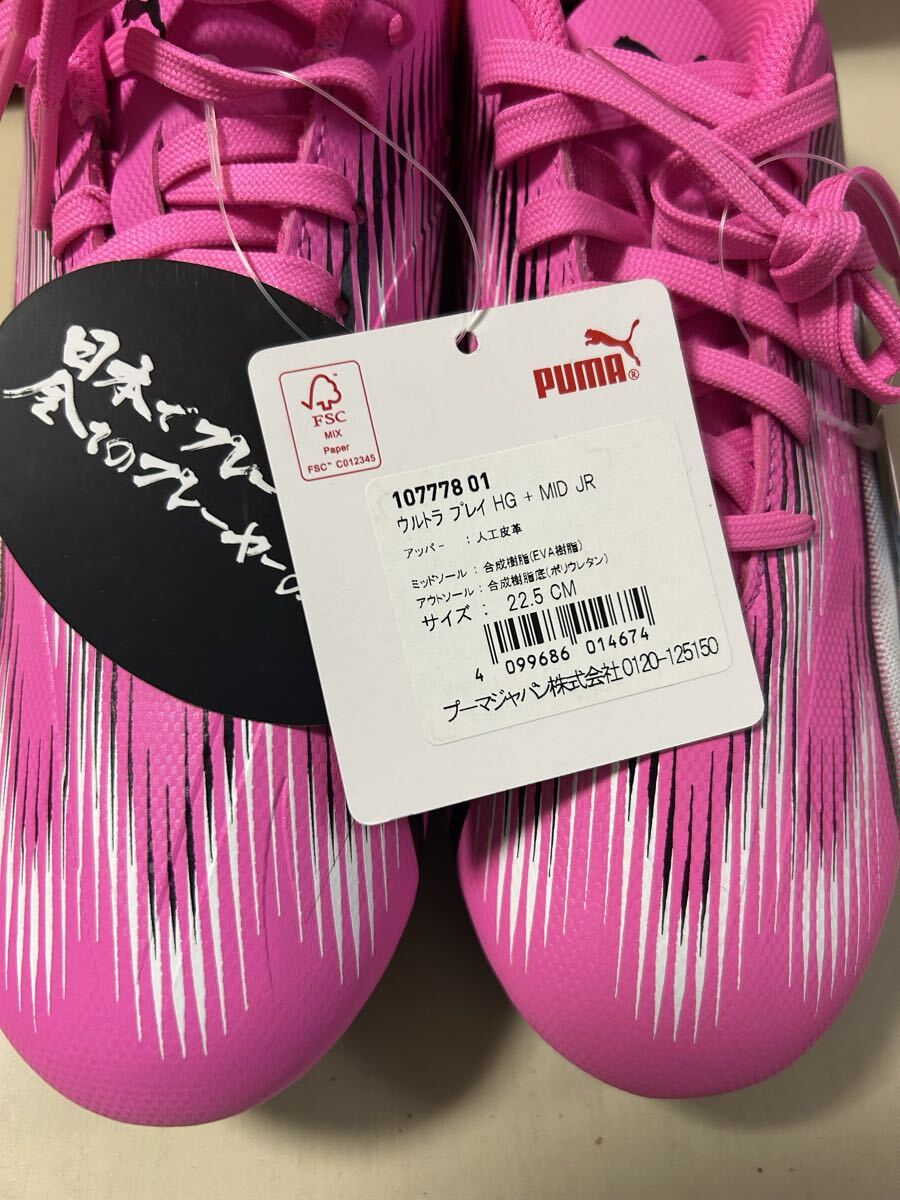 日本でプレー
全てのプレーヤーの
FSC
MIX
Paper
FSC™ C012345
PUMA®
107778 01
ウルトラ プレイ HG + MID JR
アッパー : 人工皮革
ミッドソール : 合成樹脂(EVA樹脂)
アウトソール : 合成樹脂底(ポリウレタン)
サイズ : 22.5 CM
4 099686 014674
プーマジャパン株式会社0120-125150